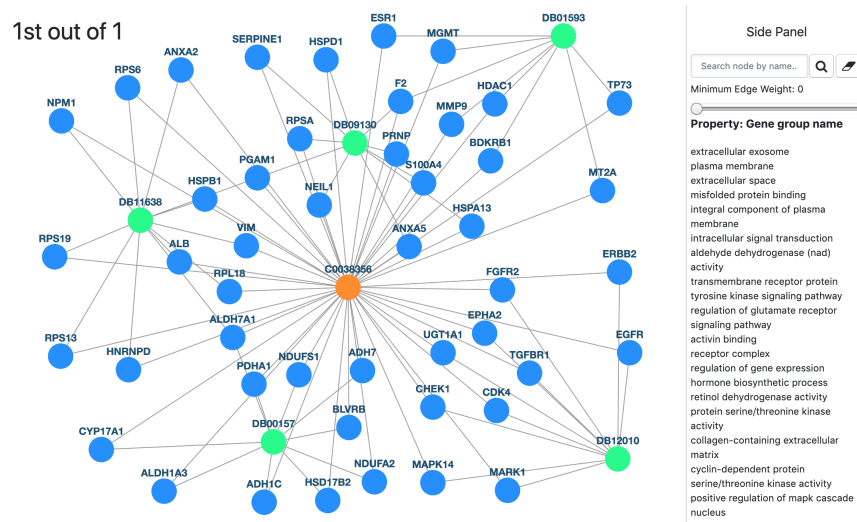 1st out of 1
ESR1
DB01593
MGMT
SERPINE1
HSPD1
ANXA2
RPS6
F2
HDAC1
TP73
NPM1
MMP9
RPSA
DB09130
PRNP
BDKRB1
PGAM1
S100A4
HSPB1
NEIL1
MT2A
DB11638
HSPA13
VIM
ANXA5
RPS19
ALB
RPL18
C0038356
FGFR2
ERBB2
ALDH7A1
EPHA2
UGT1A1
EGFR
RPS13
HNRNPD
PDHA1
NDUFS1
ADH7
TGFBR1
CHEK1
CDK4
BLVRB
DB00157
CYP17A1
DB12010
ALDH1A3
ADH1C
HSD17B2
NDUFA2
MAPK14
MARK1
Side Panel
Search node by name..
Minimum Edge Weight: 0
Property: Gene group name
extracellular exosome
plasma membrane
extracellular space
misfolded protein binding
integral component of plasma
membrane
intracellular signal transduction
aldehyde dehydrogenase (nad)
activity
transmembrane receptor protein
tyrosine kinase signaling pathway
regulation of glutamate receptor
signaling pathway
activin binding
receptor complex
regulation of gene expression
hormone biosynthetic process
retinol dehydrogenase activity
protein serine/threonine kinase
activity
collagen-containing extracellular
matrix
cyclin-dependent protein
serine/threonine kinase activity
positive regulation of mapk cascade
nucleus